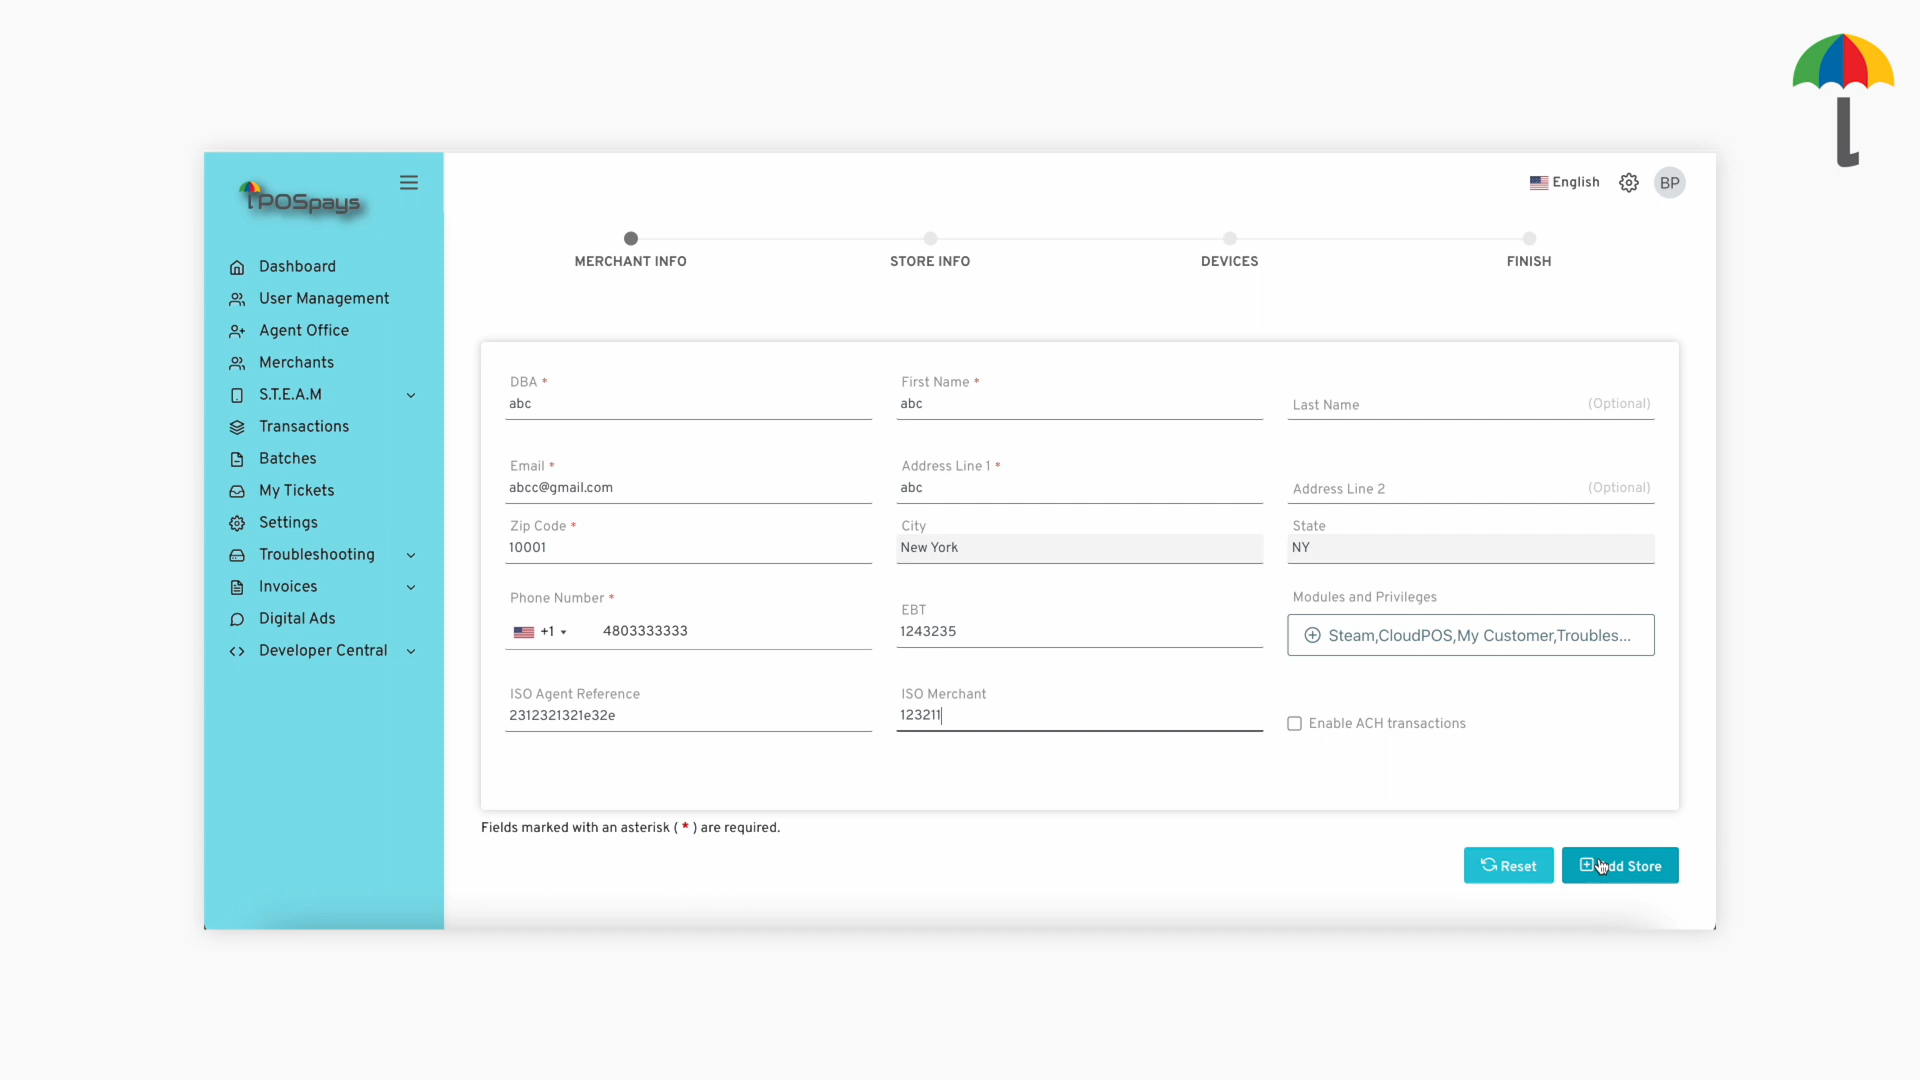 iPOSpays
English
BP
Dashboard
User Management
Agent Office
Merchants
S.T.E.A.M
Transactions
Batches
My Tickets
Settings
Troubleshooting
Invoices
Digital Ads
Developer Central
MERCHANT INFO
STORE INFO
DEVICES
FINISH
DBA *
abc
First Name *
abc
Last Name (Optional)
Email *
abcc@gmail.com
Address Line 1 *
abc
Address Line 2 (Optional)
Zip Code *
10001
City
New York
State
NY
Phone Number *
+1 4803333333
EBT
1243235
Modules and Privileges
Steam,CloudPOS,My Customer,Troubles...
ISO Agent Reference
2312321321e32e
ISO Merchant
123211
Enable ACH transactions
Fields marked with an asterisk ( * ) are required.
Reset
Add Store